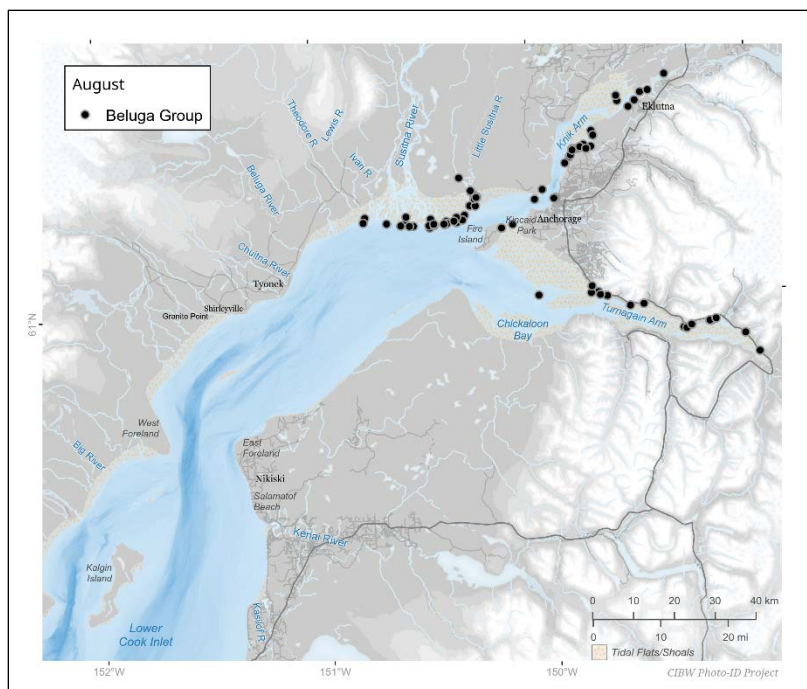 August
Beluga Group
Theodore R
Lewis R
Ivan R
Susitna River
Little Susitna R
Knik Arm
Eklutna
Beluga River
Chuitna River
Tyonek
Shirleyville
Granite Point
Fire
Island
Kincaid
Park
Anchorage
61°N
Turnagain Arm
Chickaloon
Bay
West
Foreland
East
Foreland
Big River
Nikiski
Salamatof
Beach
Kenai River
Kalgin
Island
Kasilof R
Lower
Cook Inlet
0 10 20 30 40 km
0 10 20 mi
Tidal Flats/Shoals
152°W
151°W
150°W
CIBW Photo-ID Project